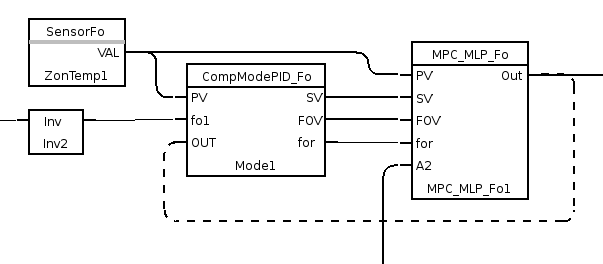 SensorFo
VAL
ZonTemp1
Inv
Inv2
CompModePID_Fo
PV SV
fo1 FOV
OUT for
Mode1
MPC_MLP_Fo
PV Out
SV
FOV
for
A2
MPC_MLP_Fo1